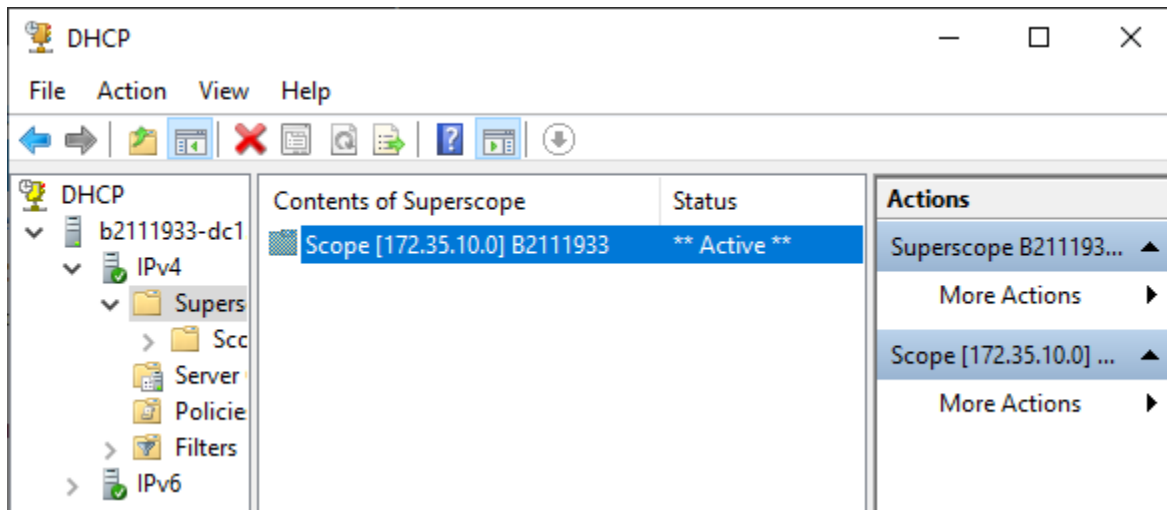 DHCP
File Action View Help
DHCP
b2111933-dc1
IPv4
Supers
Scc
Server
Policie
Filters
IPv6
Contents of Superscope Status
Scope [172.35.10.0] B2111933 ** Active **
Actions
Superscope B211193...
More Actions
Scope [172.35.10.0] ...
More Actions